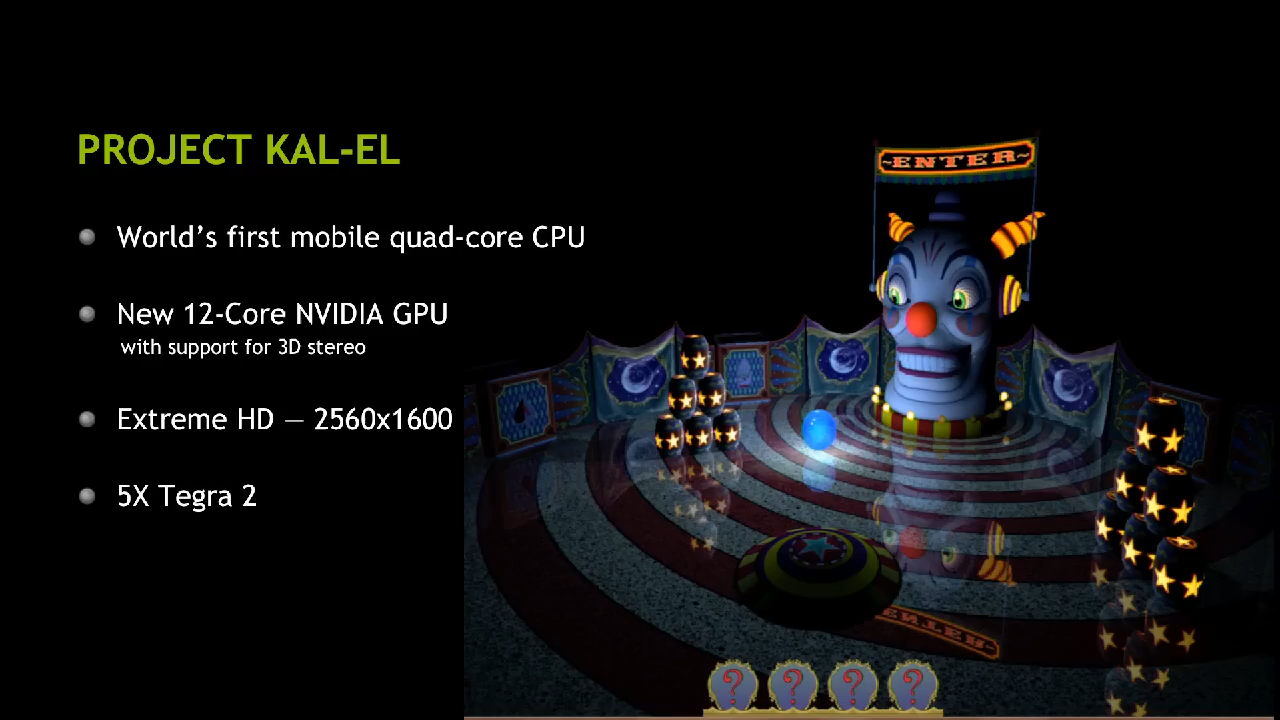 PROJECT KAL-EL
World’s first mobile quad-core CPU
New 12-Core NVIDIA GPU
with support for 3D stereo
Extreme HD — 2560x1600
5X Tegra 2
~ENTER~
? ? ? ?